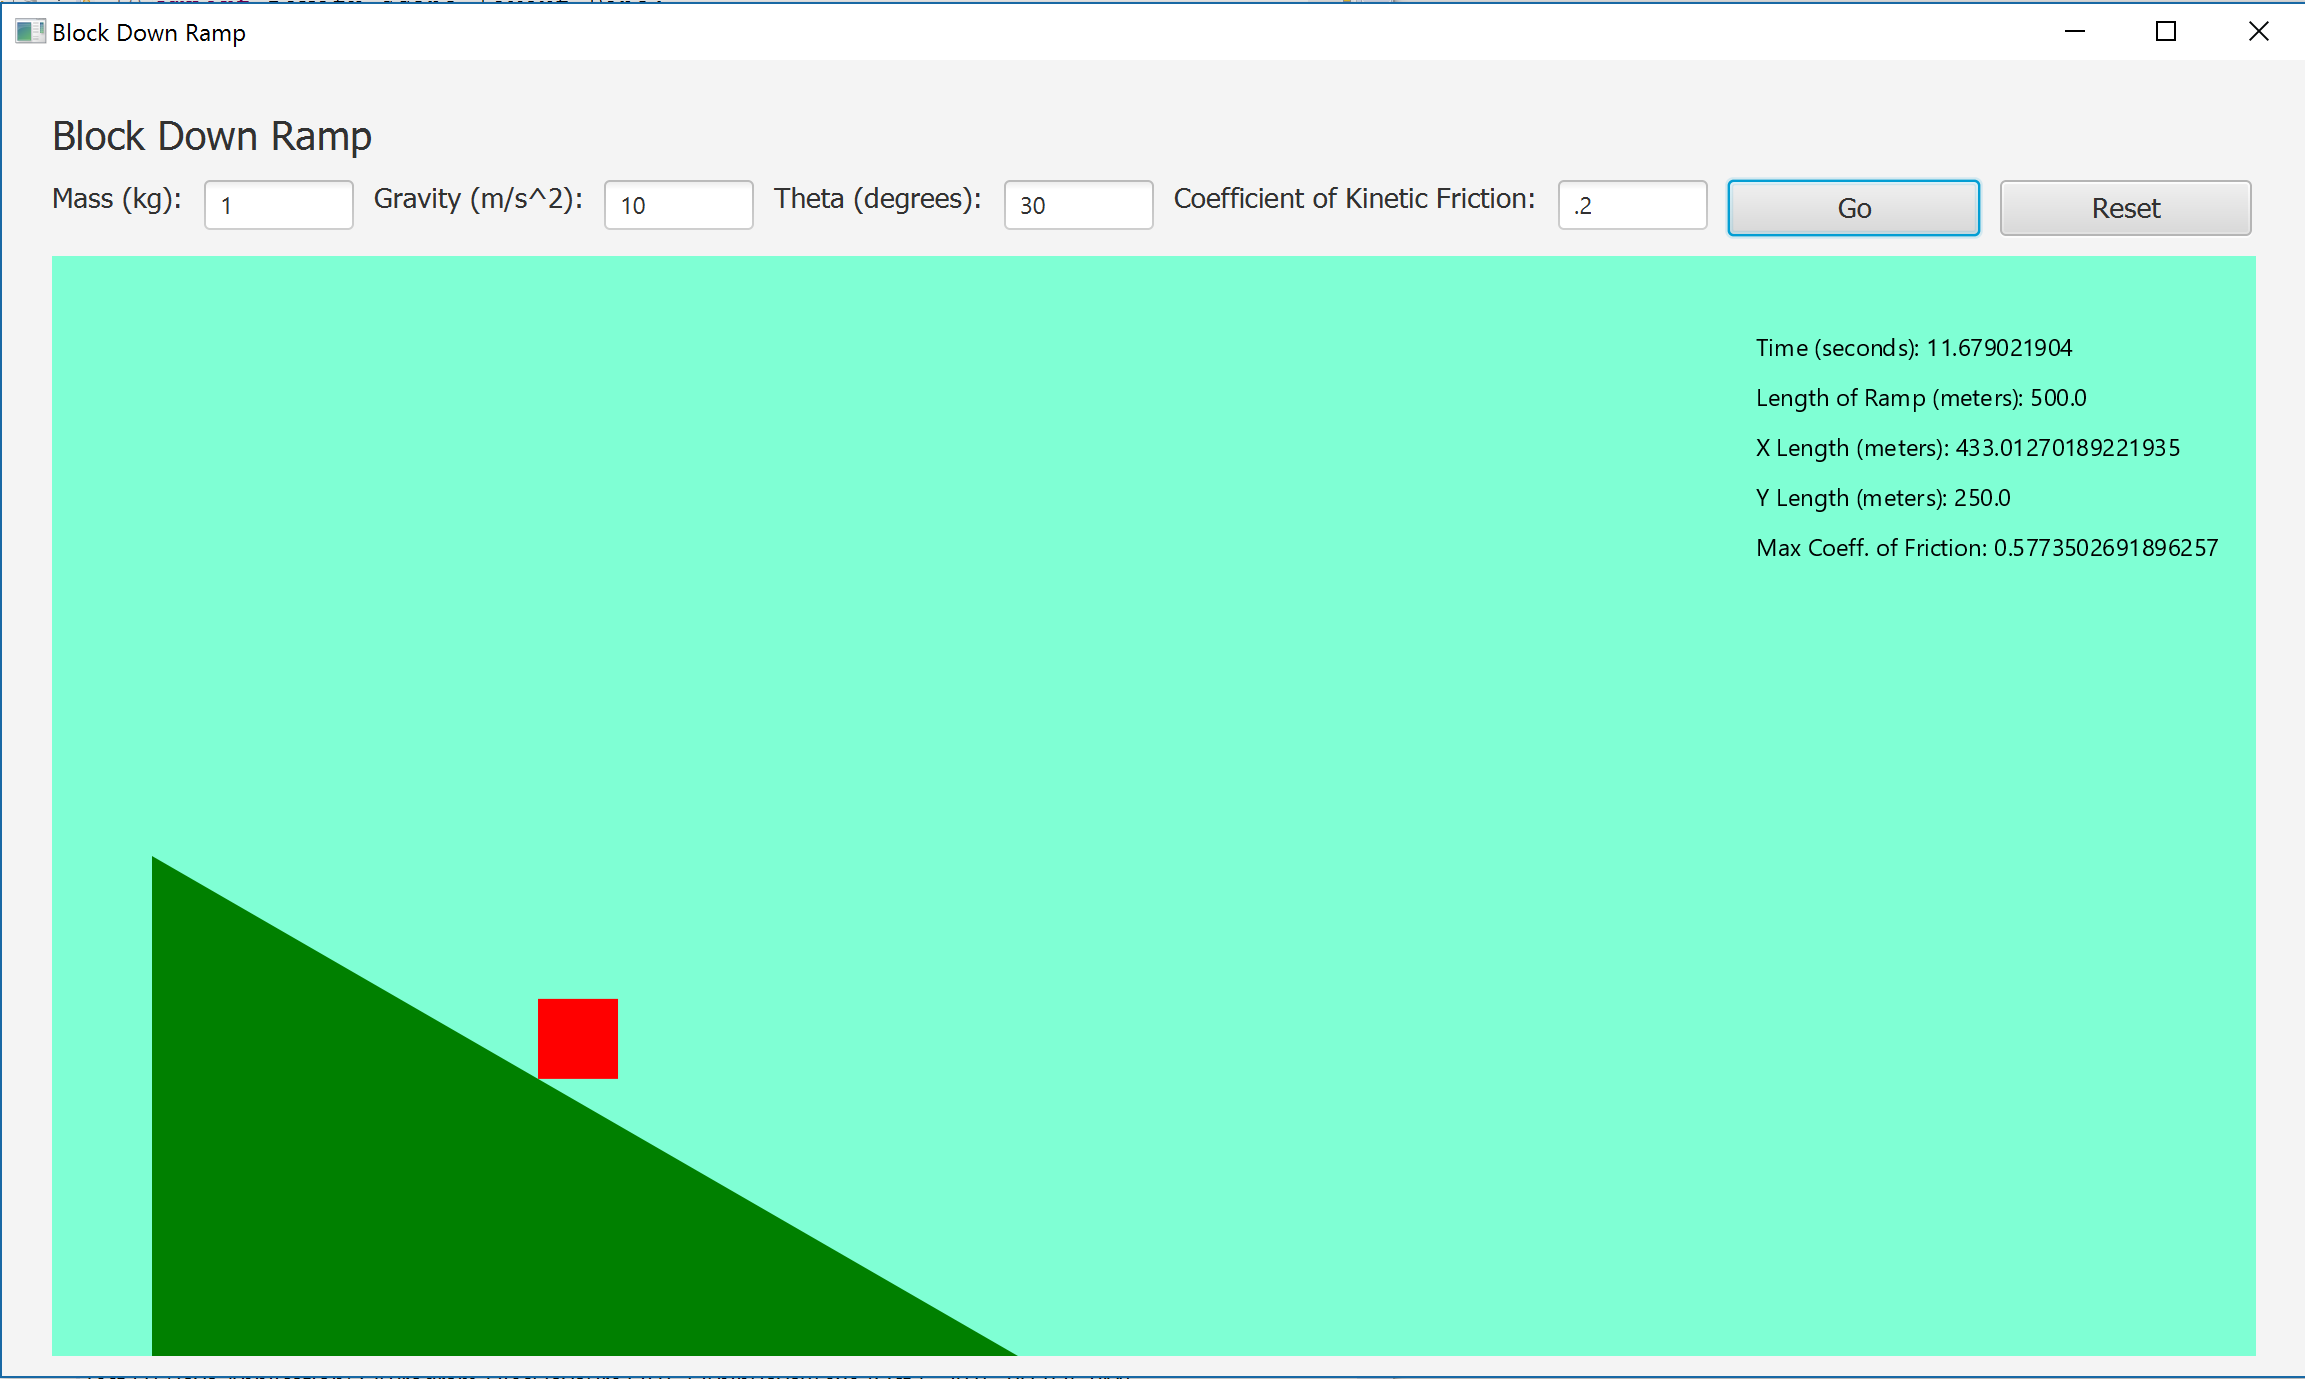 Block Down Ramp
Block Down Ramp
Mass (kg): 1 Gravity (m/s^2): 10 Theta (degrees): 30 Coefficient of Kinetic Friction: .2 Go Reset
Time (seconds): 11.679021904
Length of Ramp (meters): 500.0
X Length (meters): 433.01270189221935
Y Length (meters): 250.0
Max Coeff. of Friction: 0.5773502691896257